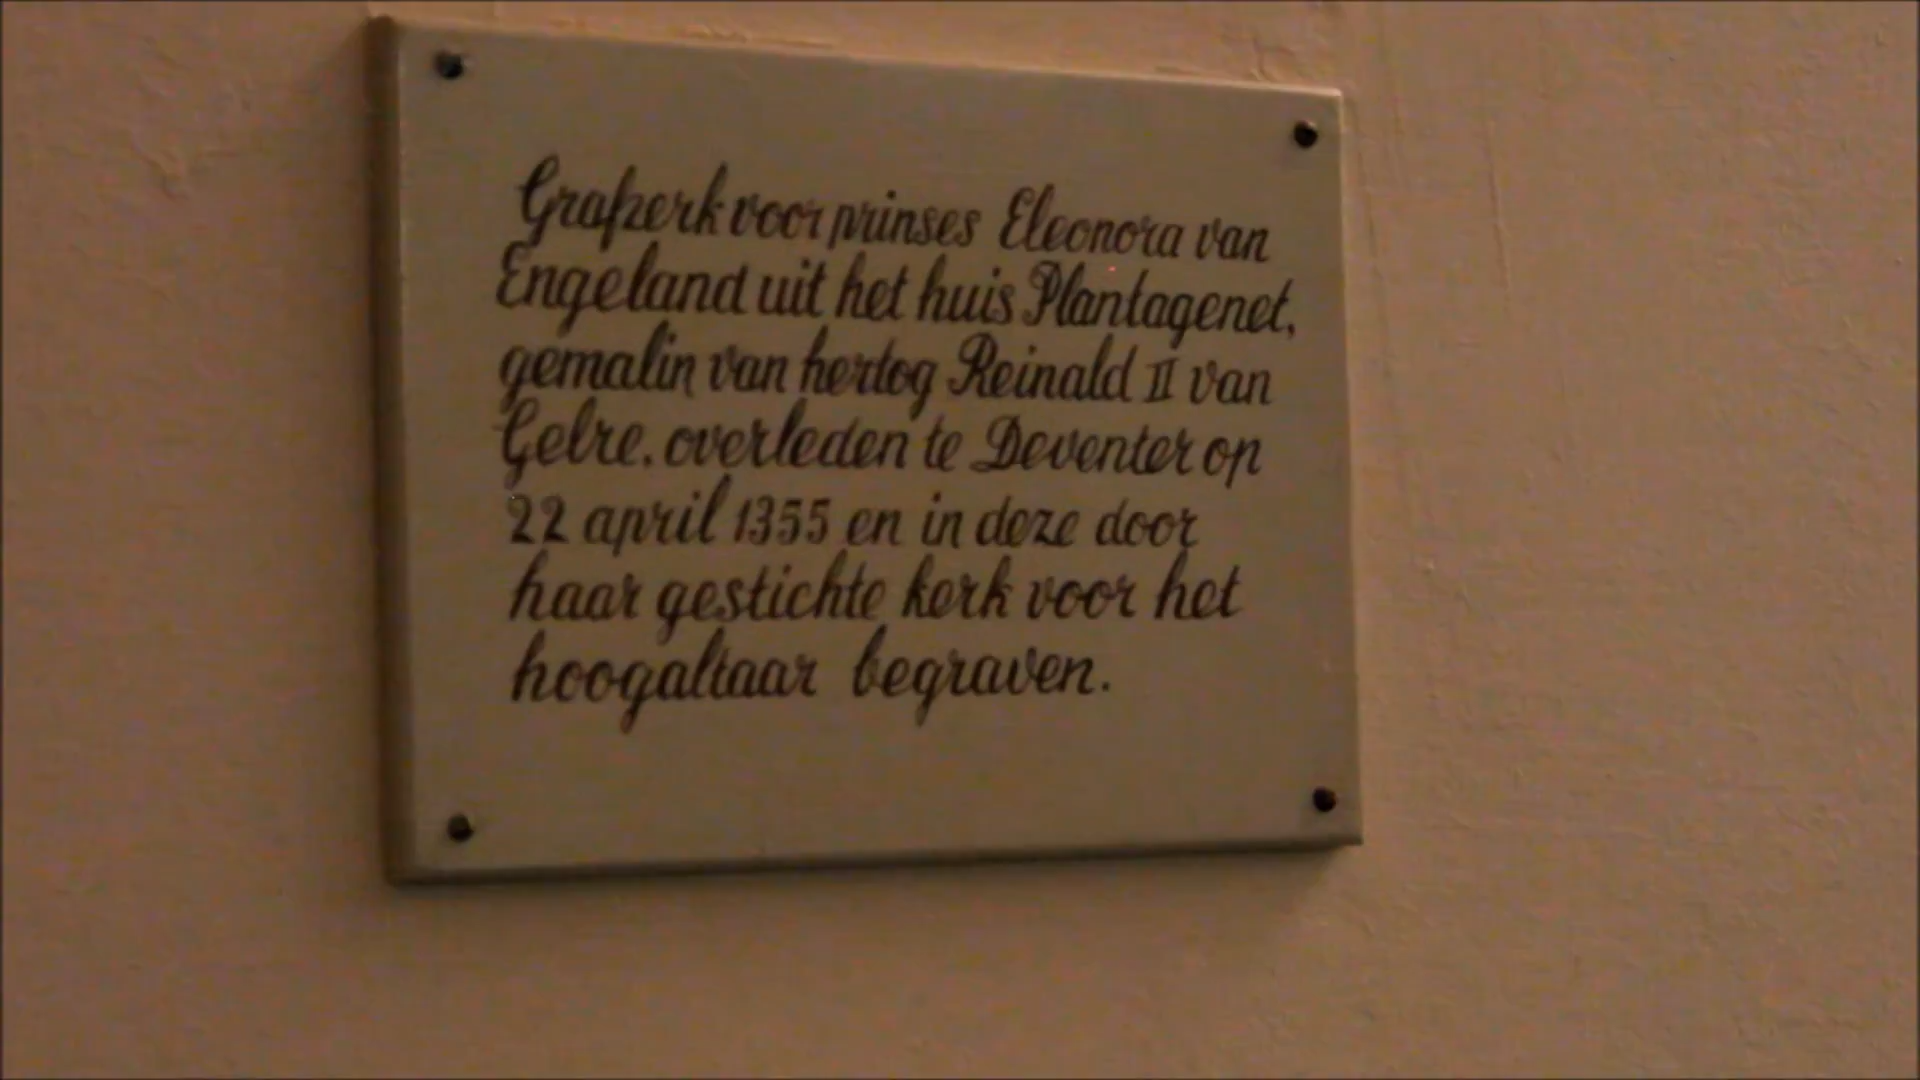 Grafzerk voor prinses Eleonora van
Engeland uit het huis Plantagenet,
gemalin van hertog Reinald II van
Gelre. overleden te Deventer op
22 april 1355 en in deze door
haar gestichte kerk voor het
hoogaltaar begraven.